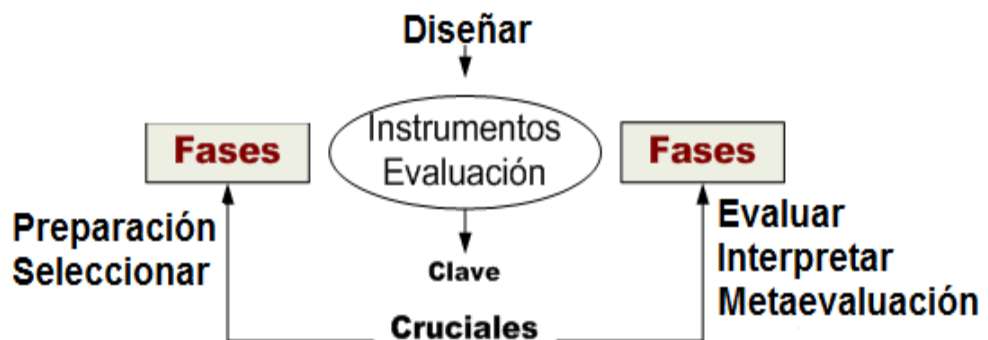 Diseñar
Instrumentos
Evaluación
Fases
Fases
Preparación
Seleccionar
Evaluar
Interpretar
Metaevaluación
Clave
Cruciales